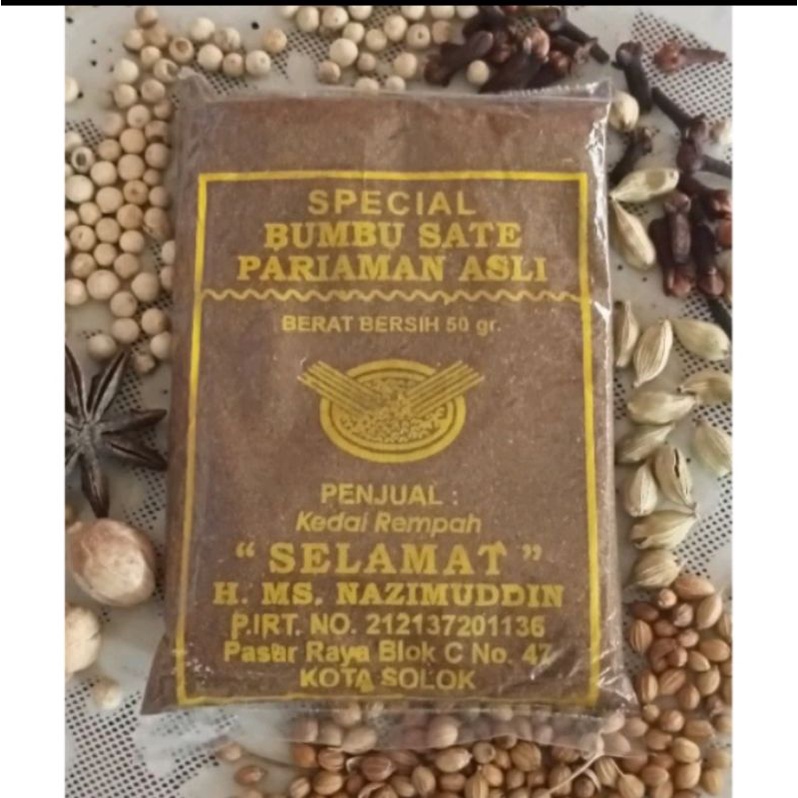 SPECIAL
BUMBU SATE
PARIAMAN ASLI
BERAT BERSIH 50 gr.
PENJUAL :
Kedai Rempah
“ SELAMAT ”
H. MS. NAZIMUDDIN
P.IRT. NO. 212137201136
Pasar Raya Blok C No. 47
KOTA SOLOK